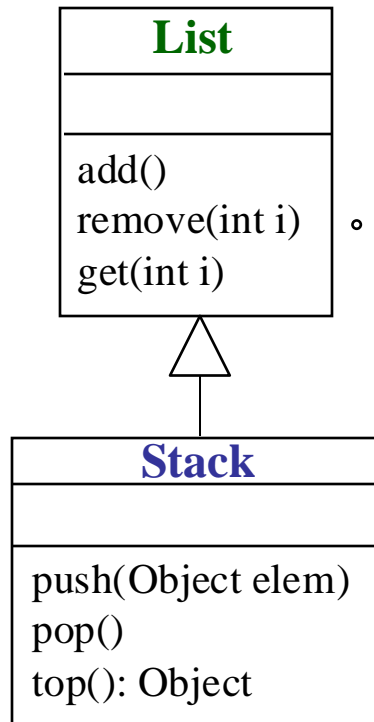 List
add()
remove(int i)
get(int i)
Stack
push(Object elem)
pop()
top(): Object